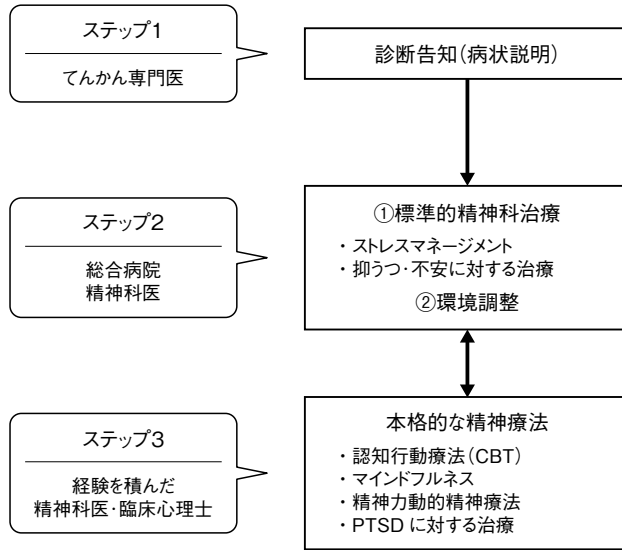 ステップ1
てんかん専門医
診断告知(病状説明)
ステップ2
総合病院
精神科医
①標準的精神科治療
・ストレスマネージメント
・抑うつ・不安に対する治療
②環境調整
ステップ3
経験を積んだ
精神科医・臨床心理士
本格的な精神療法
・認知行動療法(CBT)
・マインドフルネス
・精神力動的精神療法
・PTSDに対する治療